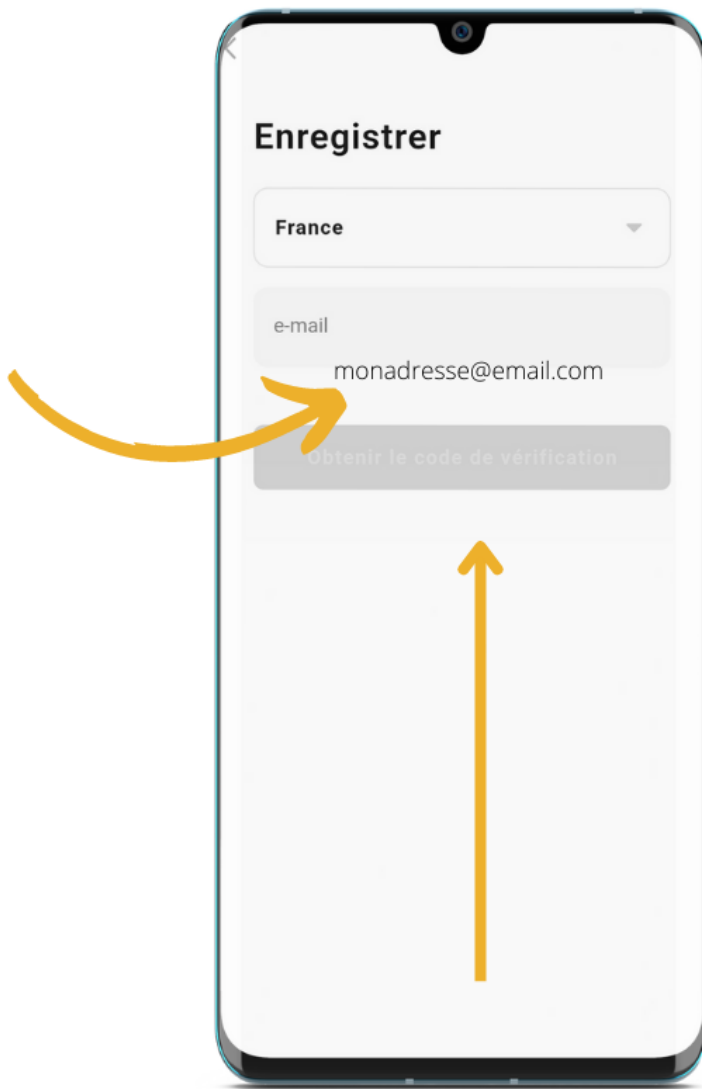 Enregistrer
France
e-mail
monadresse@email.com
Obtenir le code de vérification